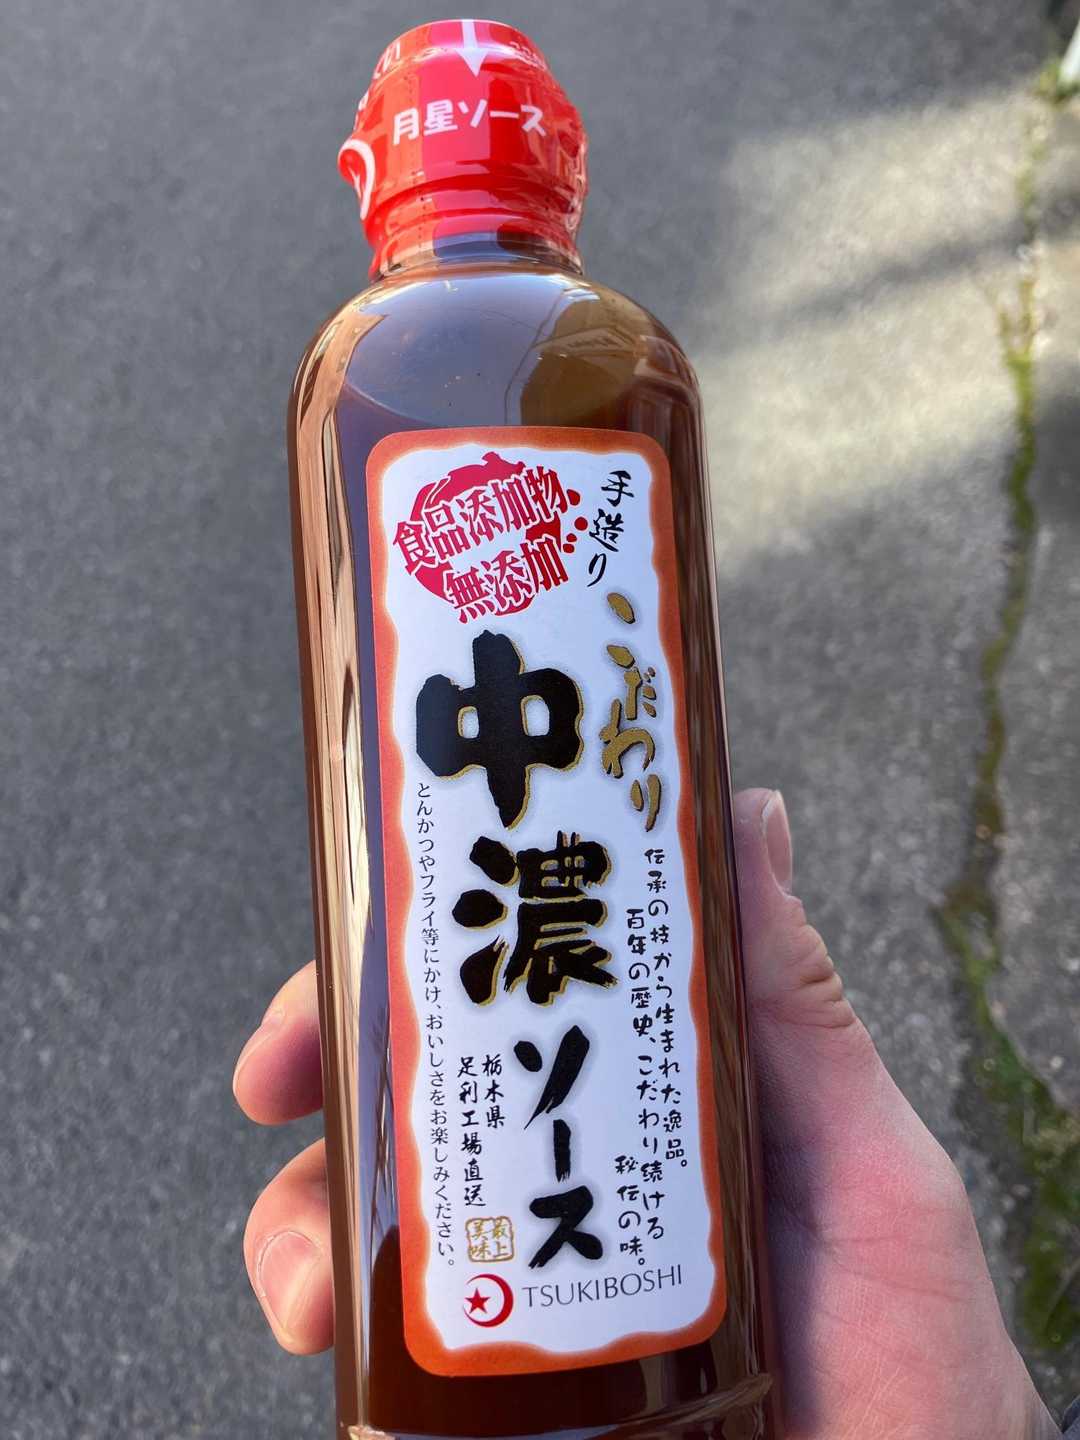 月星ソース
食品添加物
無添加
手造り
こだわり
中濃
ソース
伝承の技から生まれた逸品。
百年の歴史、こだわり続ける
秘伝の味。
とんかつやフライ等にかけ、おいしさをお楽しみください。
栃木県
足利工場直送
最上
美味
TSUKIBOSHI